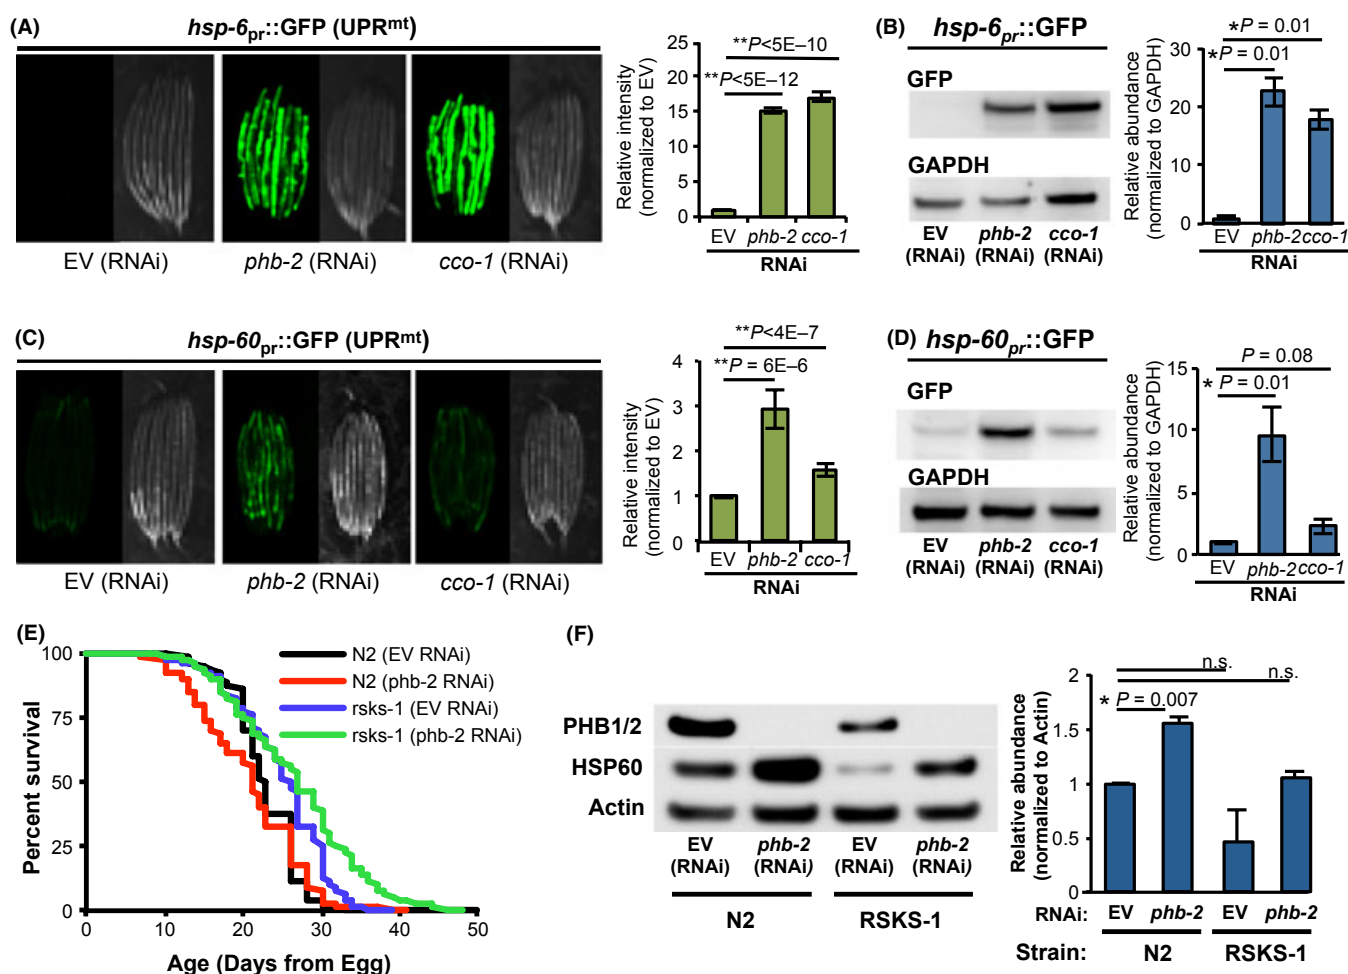 (A)
hsp-6pr::GFP (UPRmt)
EV (RNAi)
phb-2 (RNAi)
cco-1 (RNAi)
Relative intensity
(normalized to EV)
25
20
15
10
5
0
**P<5E–10
**P<5E–12
EV
phb-2
cco-1
RNAi
(B)
hsp-6pr::GFP
GFP
GAPDH
EV
(RNAi)
phb-2
(RNAi)
cco-1
(RNAi)
Relative abundance
(normalized to GAPDH)
30
20
10
0
*P = 0.01
*P = 0.01
EV
phb-2
cco-1
RNAi
(C)
hsp-60pr::GFP (UPRmt)
EV (RNAi)
phb-2 (RNAi)
cco-1 (RNAi)
Relative intensity
(normalized to EV)
4
3
2
1
0
**P<4E–7
**P = 6E–6
EV
phb-2
cco-1
RNAi
(D)
hsp-60pr::GFP
GFP
GAPDH
EV
(RNAi)
phb-2
(RNAi)
cco-1
(RNAi)
Relative abundance
(normalized to GAPDH)
15
10
5
0
P = 0.08
* P = 0.01
EV
phb-2
cco-1
RNAi
(E)
Percent survival
100
75
50
25
0
N2 (EV RNAi)
N2 (phb-2 RNAi)
rsks-1 (EV RNAi)
rsks-1 (phb-2 RNAi)
0
10
20
30
40
50
Age (Days from Egg)
(F)
PHB1/2
HSP60
Actin
EV
(RNAi)
phb-2
(RNAi)
EV
(RNAi)
phb-2
(RNAi)
N2
RSKS-1
Relative abundance
(normalized to Actin)
2
1.5
1
0.5
0
n.s.
n.s.
* P = 0.007
RNAi: EV phb-2 EV phb-2
Strain: N2 RSKS-1